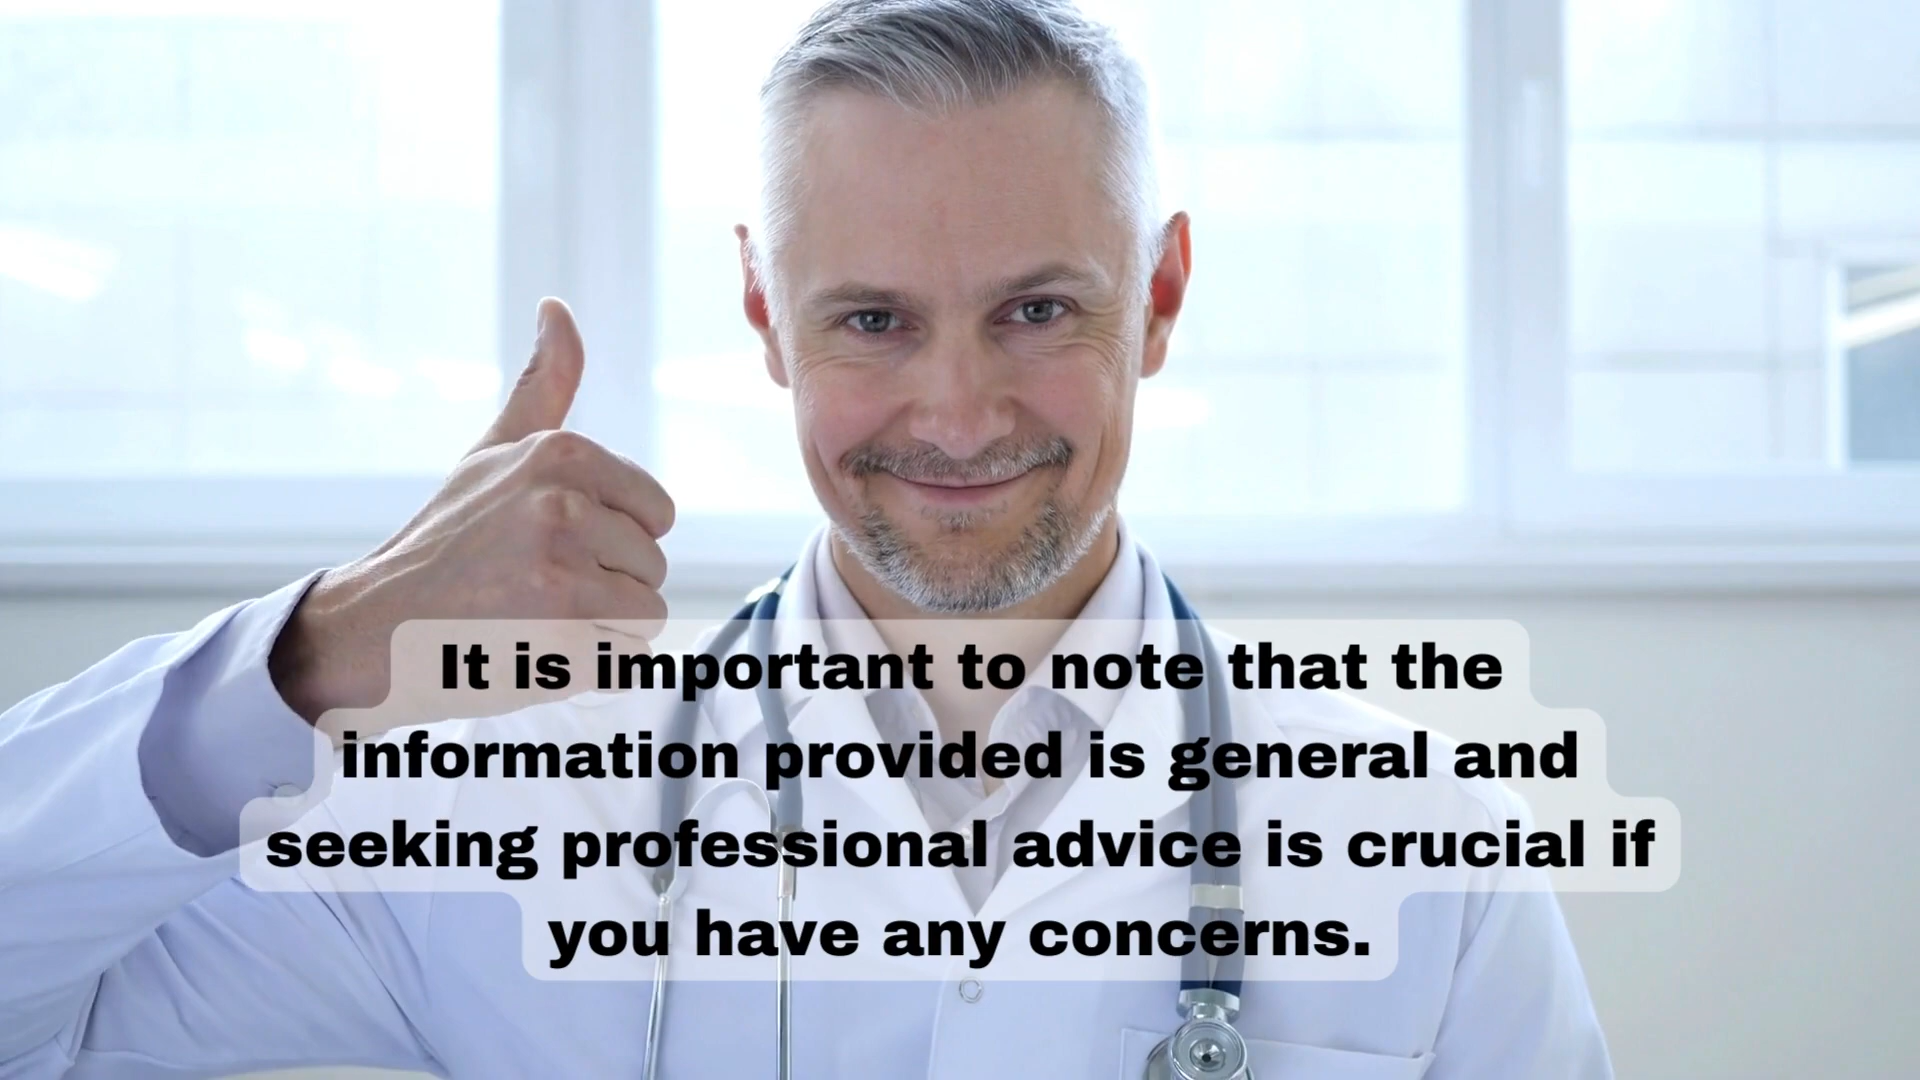 It is important to note that the
information provided is general and
seeking professional advice is crucial if
you have any concerns.